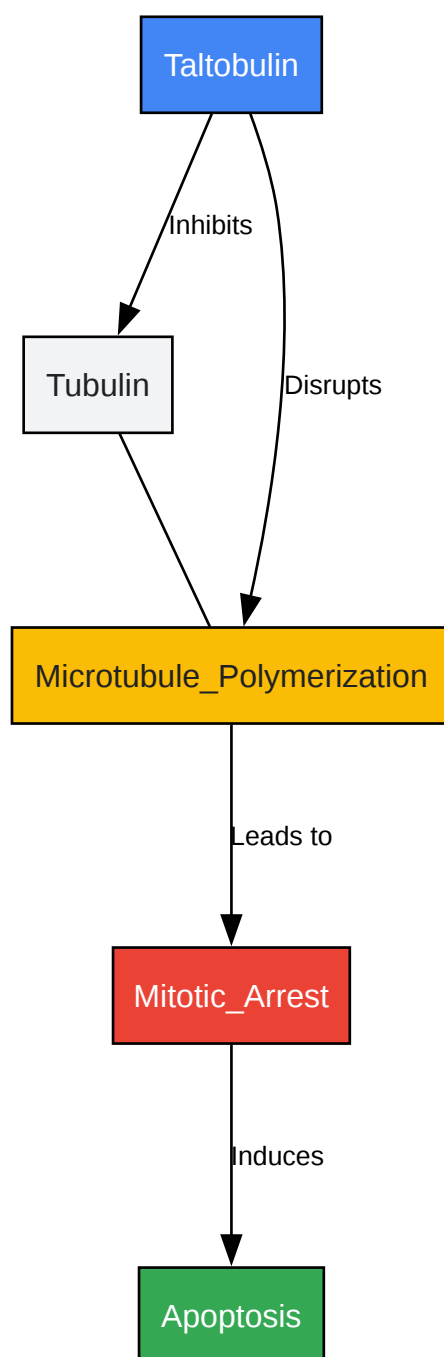 Taltobulin
Inhibits
Tubulin
Disrupts
Microtubule_Polymerization
Leads to
Mitotic_Arrest
Induces
Apoptosis